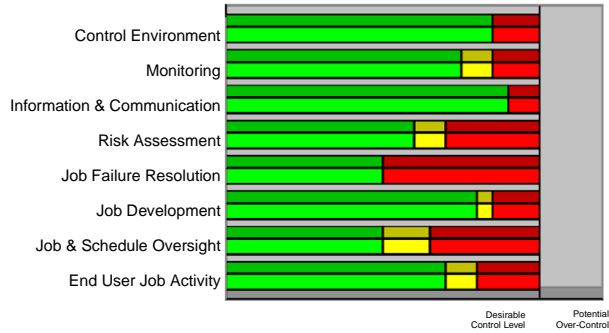 Control Environment
Monitoring
Information & Communication
Risk Assessment
Job Failure Resolution
Job Development
Job & Schedule Oversight
End User Job Activity
Desirable
Control Level
Potential
Over-Control